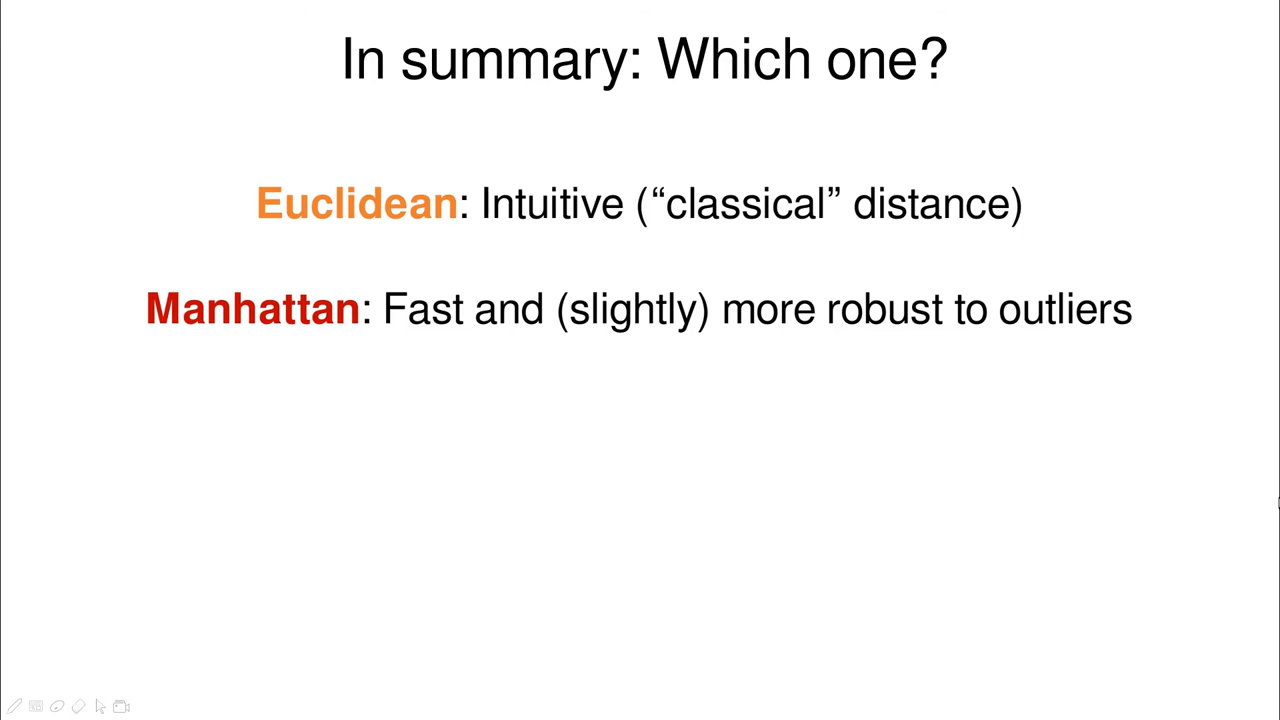 In summary: Which one?
Euclidean: Intuitive (“classical” distance)
Manhattan: Fast and (slightly) more robust to outliers